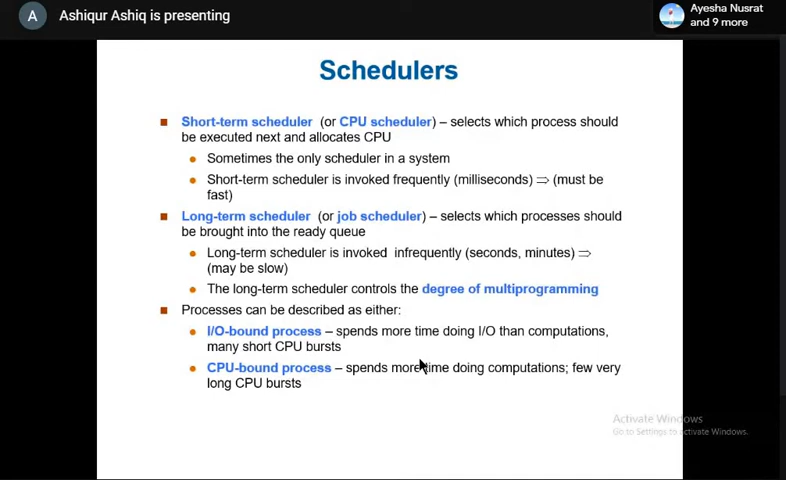 A
Ashiqur Ashiq is presenting
Ayesha Nusrat
and 9 more
Schedulers
Short-term scheduler (or CPU scheduler) – selects which process should
be executed next and allocates CPU
Sometimes the only scheduler in a system
Short-term scheduler is invoked frequently (milliseconds) ⇒ (must be
fast)
Long-term scheduler (or job scheduler) – selects which processes should
be brought into the ready queue
Long-term scheduler is invoked infrequently (seconds, minutes) ⇒
(may be slow)
The long-term scheduler controls the degree of multiprogramming
Processes can be described as either:
I/O-bound process – spends more time doing I/O than computations,
many short CPU bursts
CPU-bound process – spends more time doing computations; few very
long CPU bursts
Activate Windows
Go to Settings to activate Windows.